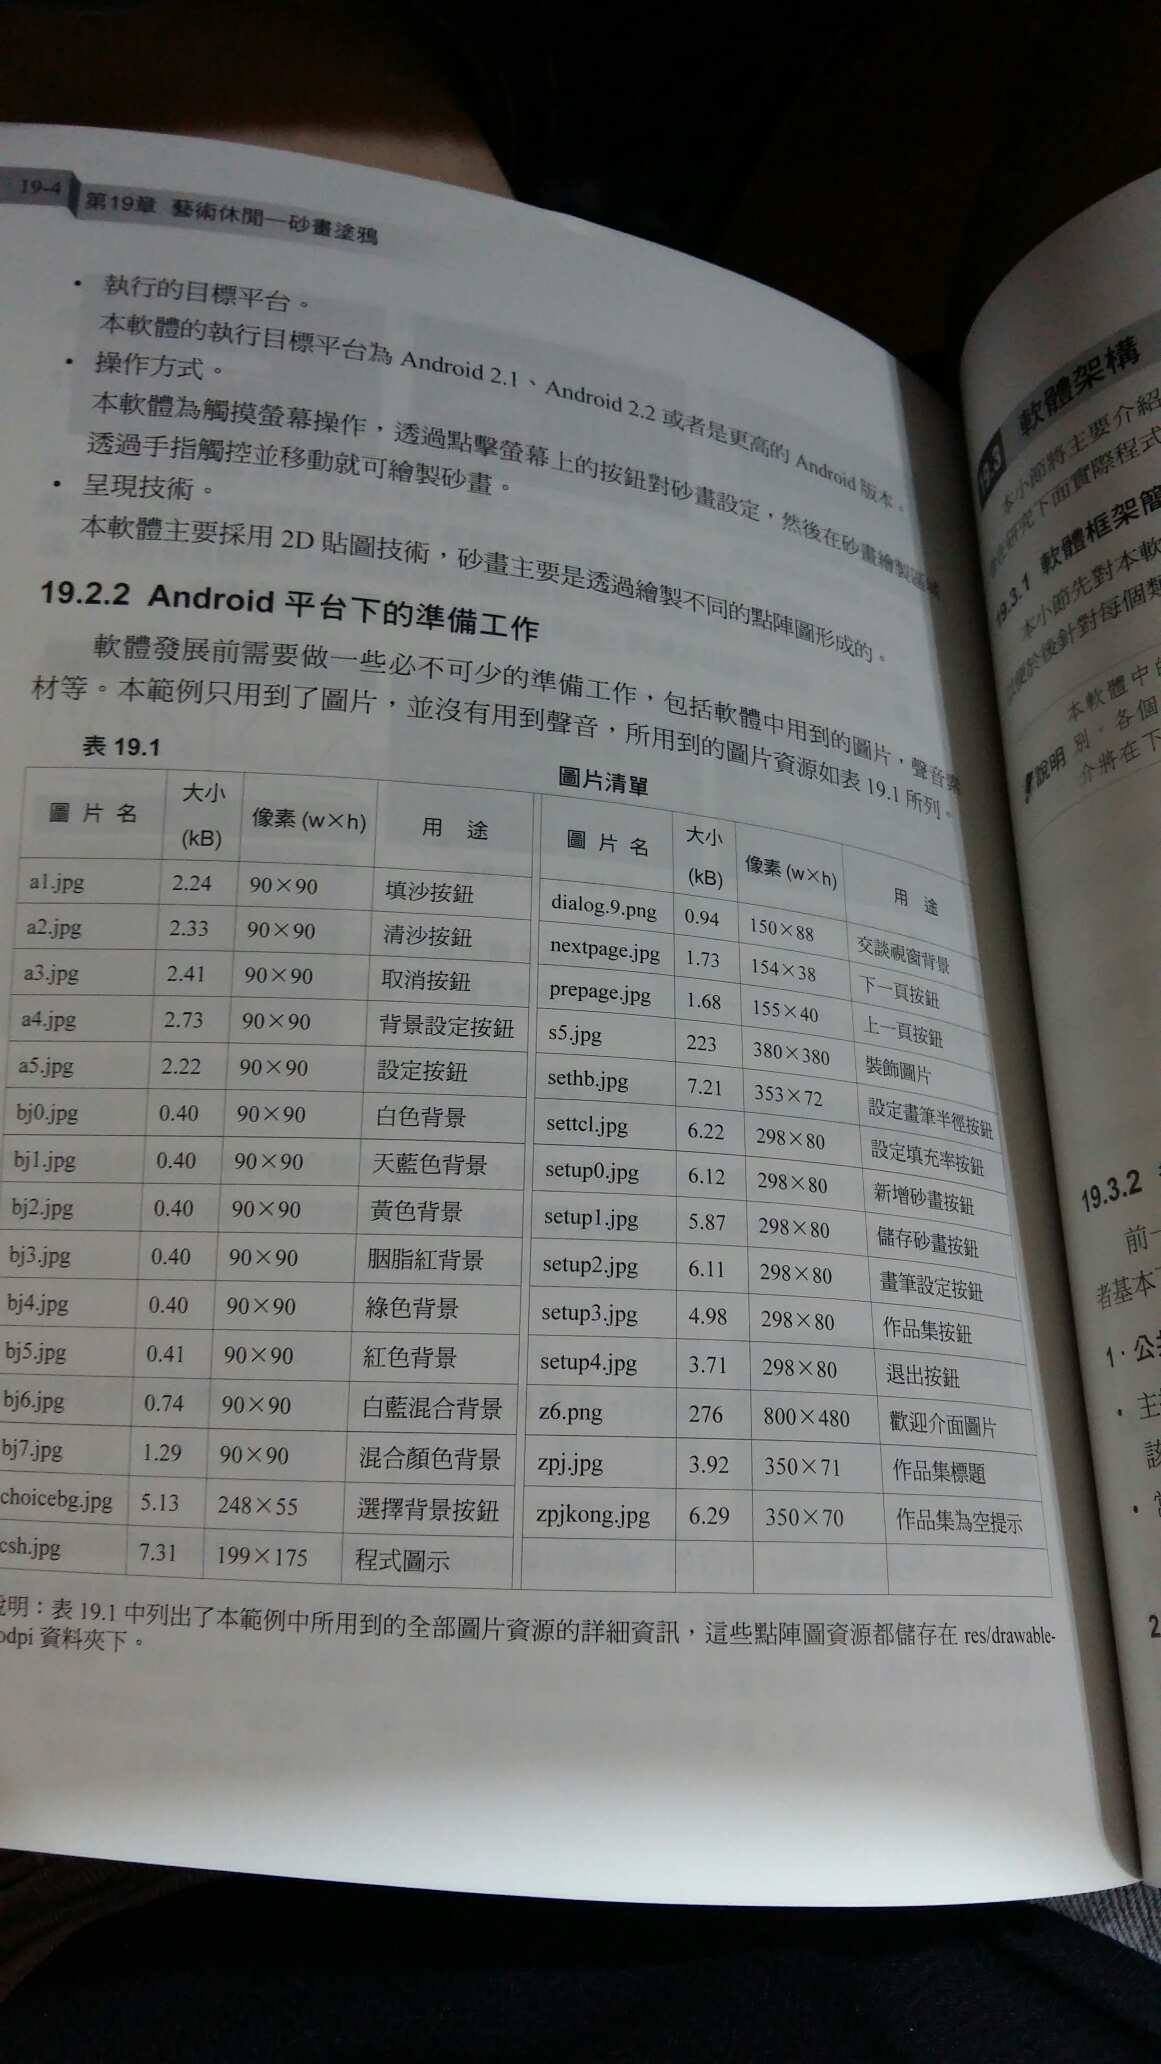 19-4 第19章 藝術休閒—砂畫塗鴉
• 執行的目標平台。
本軟體的執行目標平台為 Android 2.1、Android 2.2 或者是更高的 Android 版本。
• 操作方式。
本軟體為觸摸螢幕操作，透過點擊螢幕上的按鈕對砂畫設定，然後在砂畫繪製區域
透過手指觸控並移動就可繪製砂畫。
• 呈現技術。
本軟體主要採用 2D 貼圖技術，砂畫主要是透過繪製不同的點陣圖形成的。
19.2.2 Android 平台下的準備工作
軟體發展前需要做一些必不可少的準備工作，包括軟體中用到的圖片，聲音素
材等。本範例只用到了圖片，並沒有用到聲音，所用到的圖片資源如表 19.1 所列。
表 19.1 圖片清單
圖片名 大小(kB) 像素 (w×h) 用途 圖片名 大小(kB) 像素 (w×h) 用途
a1.jpg 2.24 90×90 填沙按鈕 dialog.9.png 0.94 150×88 交談視窗背景
a2.jpg 2.33 90×90 清沙按鈕 nextpage.jpg 1.73 154×38 下一頁按鈕
a3.jpg 2.41 90×90 取消按鈕 prepage.jpg 1.68 155×40 上一頁按鈕
a4.jpg 2.73 90×90 背景設定按鈕 s5.jpg 223 380×380 裝飾圖片
a5.jpg 2.22 90×90 設定按鈕 sethb.jpg 7.21 353×72 設定畫筆半徑按鈕
bj0.jpg 0.40 90×90 白色背景 settcl.jpg 6.22 298×80 設定填充率按鈕
bj1.jpg 0.40 90×90 天藍色背景 setup0.jpg 6.12 298×80 新增砂畫按鈕
bj2.jpg 0.40 90×90 黃色背景 setup1.jpg 5.87 298×80 儲存砂畫按鈕
bj3.jpg 0.40 90×90 胭脂紅背景 setup2.jpg 6.11 298×80 畫筆設定按鈕
bj4.jpg 0.40 90×90 綠色背景 setup3.jpg 4.98 298×80 作品集按鈕
bj5.jpg 0.41 90×90 紅色背景 setup4.jpg 3.71 298×80 退出按鈕
bj6.jpg 0.74 90×90 白藍混合背景 z6.png 276 800×480 歡迎介面圖片
bj7.jpg 1.29 90×90 混合顏色背景 zpj.jpg 3.92 350×71 作品集標題
choicebg.jpg 5.13 248×55 選擇背景按鈕 zpjkong.jpg 6.29 350×70 作品集為空提示
csh.jpg 7.31 199×175 程式圖示
說明：表 19.1 中列出了本範例中所用到的全部圖片資源的詳細資訊，這些點陣圖資源都儲存在 res/drawable-
odpi 資料夾下。
19.3 軟體架構
本小節將主要介紹
研究下面實際程式
19.3.1 軟體框架簡
本小節先對本軟
以便於後針對每個類
本軟體中的
說明 別。各個
介將在下
19.3.2
前一
者基本
1．公共
• 主
該
•
2